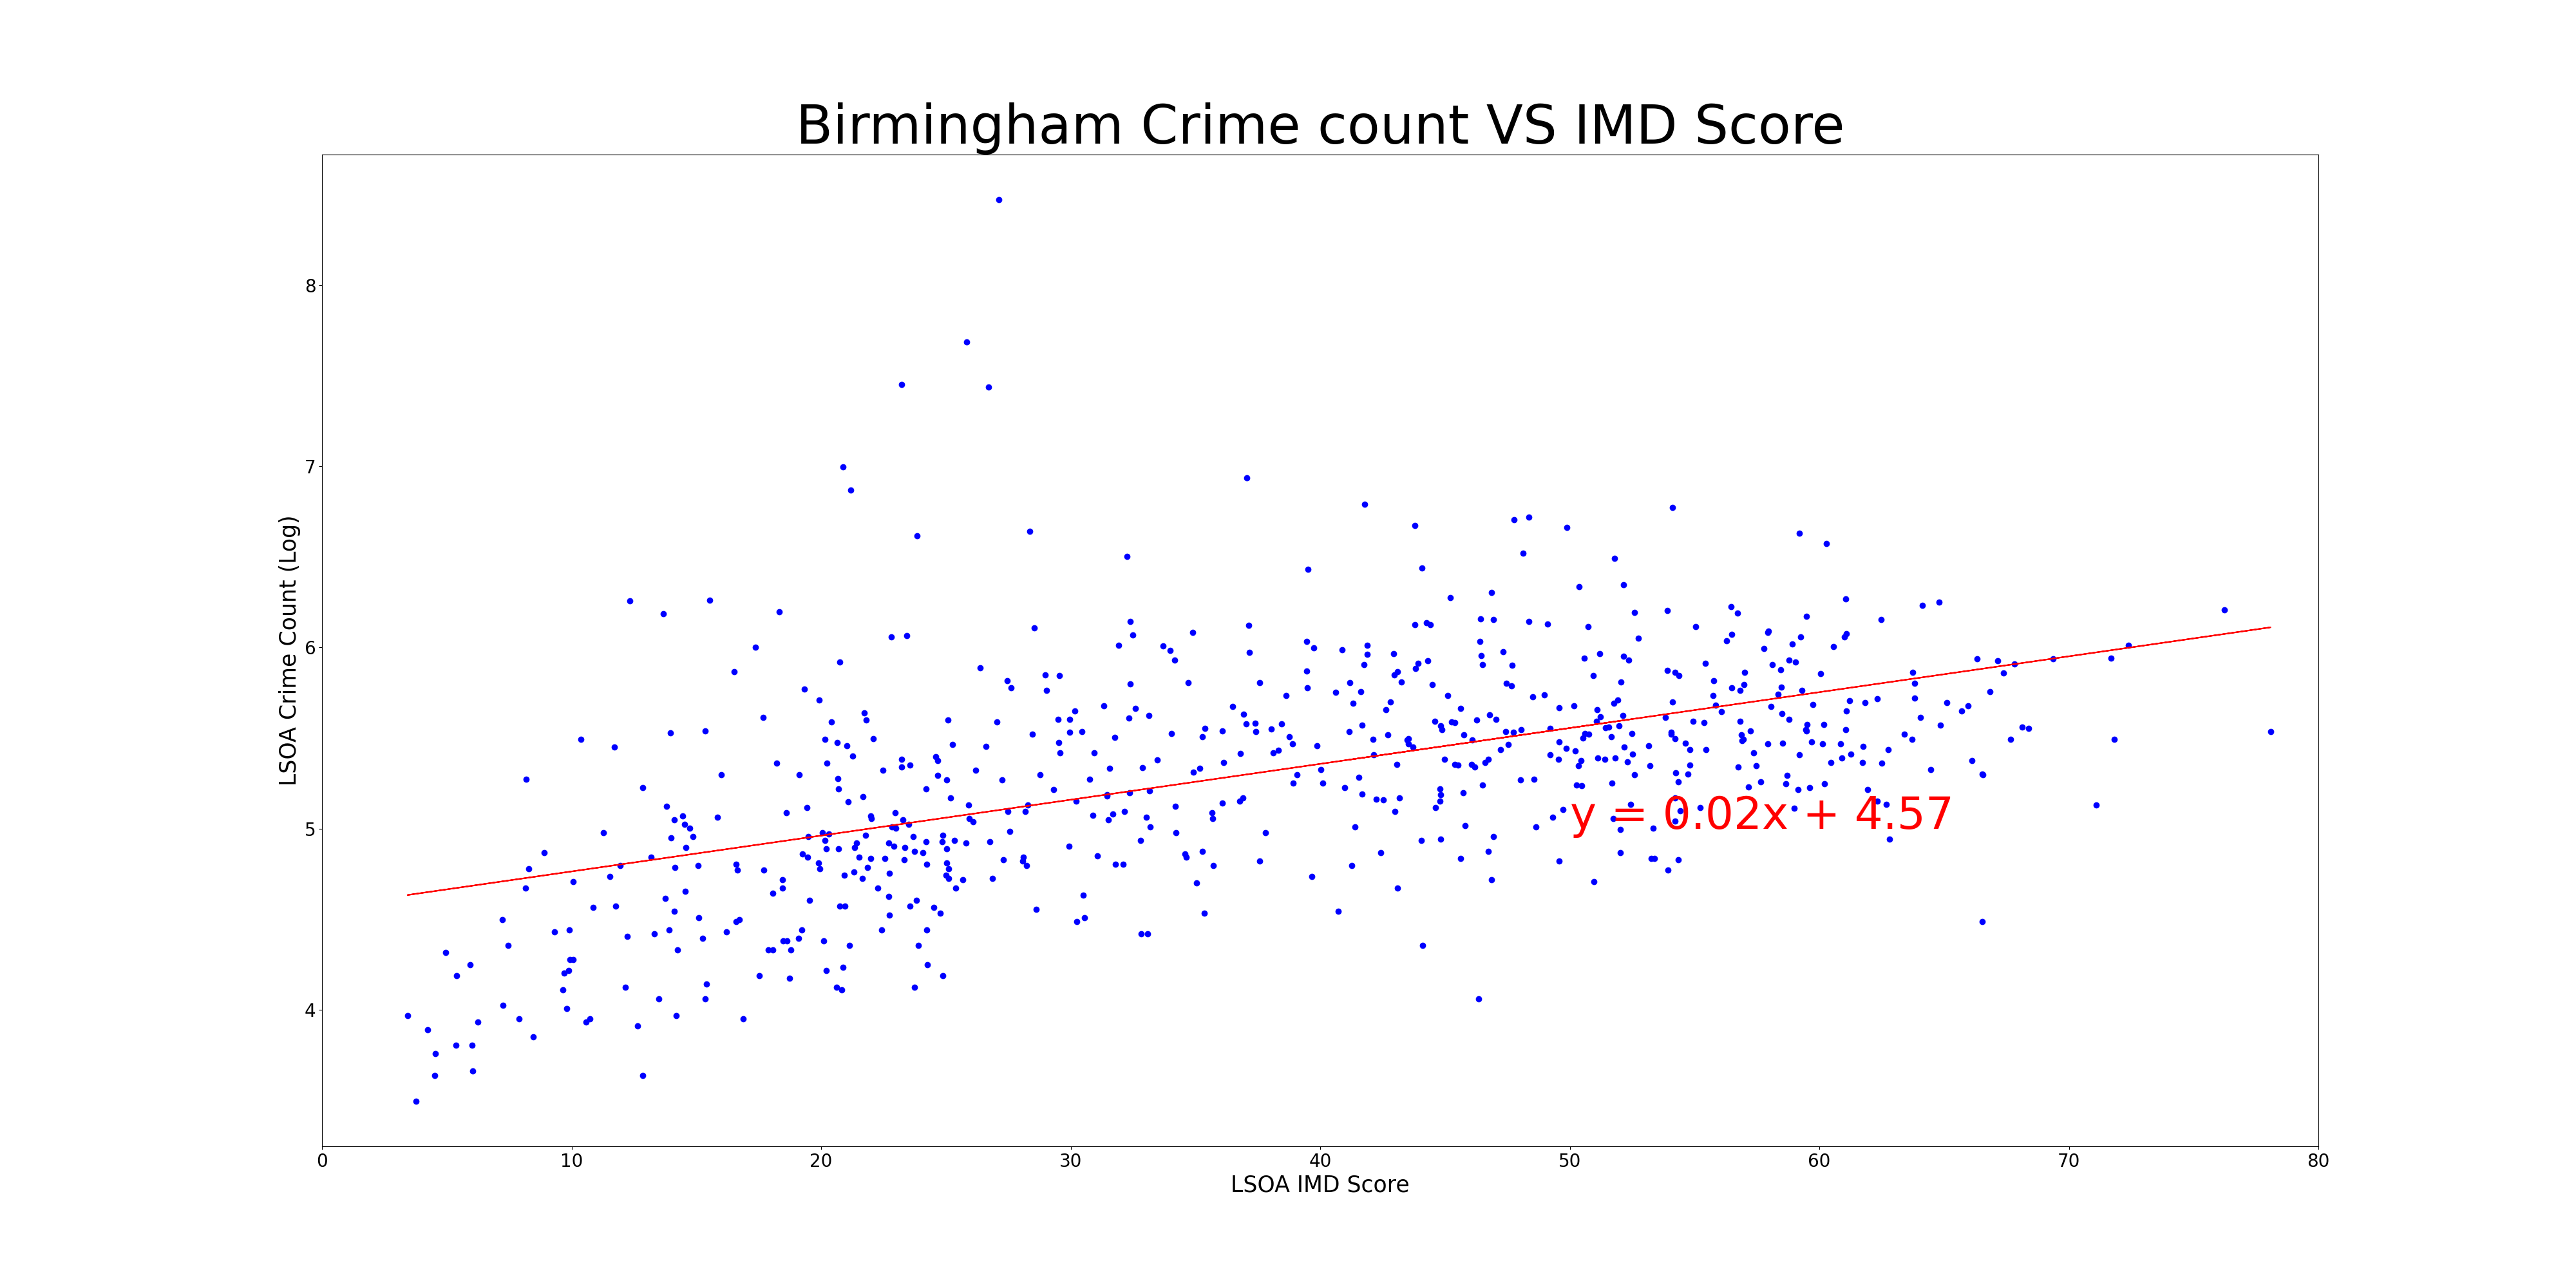 Birmingham Crime count VS IMD Score
LSOA Crime Count (Log)
8
7
6
5
4
y = 0.02x + 4.57
0 10 20 30 40 50 60 70 80
LSOA IMD Score